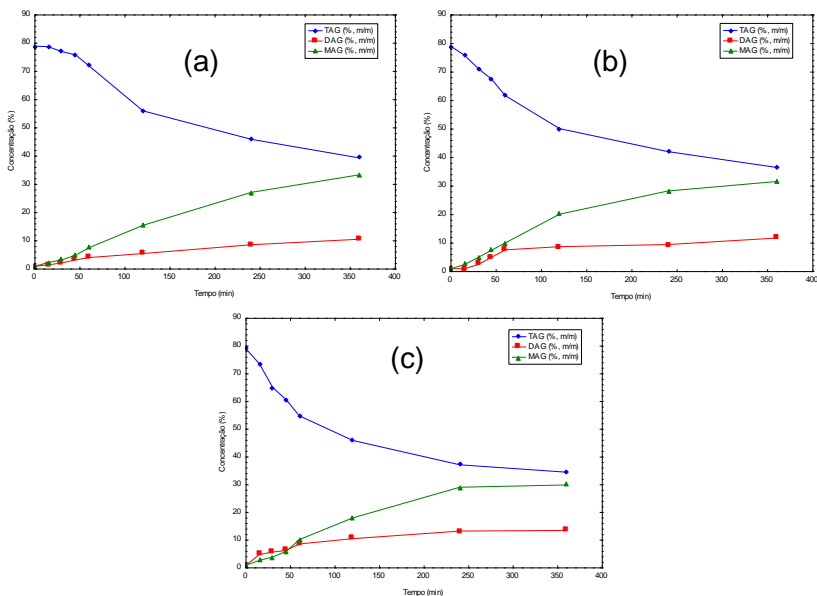 (a)
TAG (%, m/m)
DAG (%, m/m)
MAG (%, m/m)
Concentração (%)
90
80
70
60
50
40
30
20
10
0
0 50 100 150 200 250 300 350 400
Tempo (min)
(b)
TAG (%, m/m)
DAG (%, m/m)
MAG (%, m/m)
Concentração (%)
90
80
70
60
50
40
30
20
10
0
0 50 100 150 200 250 300 350 400
Tempo (min)
(c)
TAG (%, m/m)
DAG (%, m/m)
MAG (%, m/m)
Concentração (%)
90
80
70
60
50
40
30
20
10
0
0 50 100 150 200 250 300 350 400
Tempo (min)